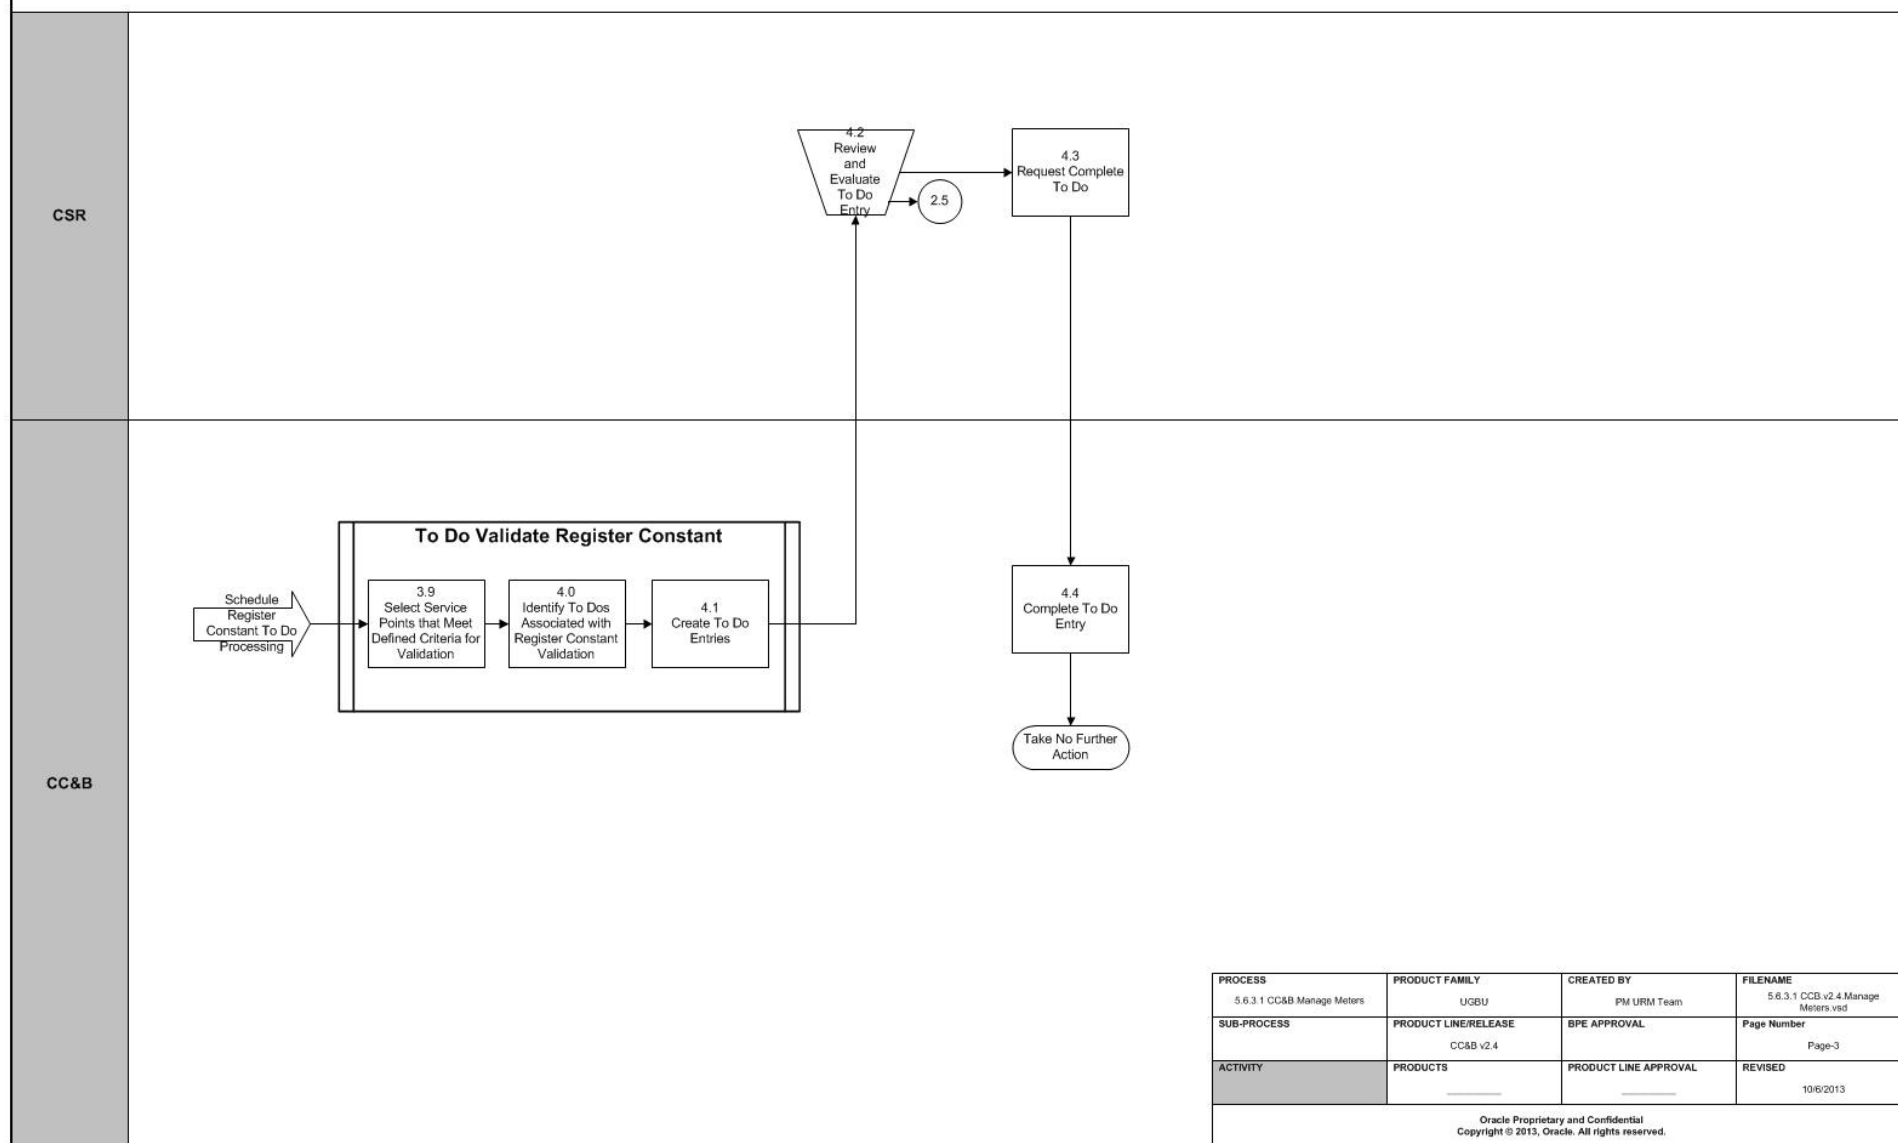 CSR
4.2
Review
and
Evaluate
To Do
Entry
2.5
4.3
Request Complete
To Do
CC&B
Schedule
Register
Constant To Do
Processing
To Do Validate Register Constant
3.9
Select Service
Points that Meet
Defined Criteria for
Validation
4.0
Identify To Dos
Associated with
Register Constant
Validation
4.1
Create To Do
Entries
4.4
Complete To Do
Entry
Take No Further
Action
PROCESS
5.6.3.1 CC&B.Manage Meters
PRODUCT FAMILY
UGBU
CREATED BY
PM URM Team
FILENAME
5.6.3.1 CCB.v2.4.Manage
Meters.vsd
SUB-PROCESS
PRODUCT LINE/RELEASE
CC&B v2.4
BPE APPROVAL
Page Number
Page-3
ACTIVITY
PRODUCTS
PRODUCT LINE APPROVAL
REVISED
10/6/2013
Oracle Proprietary and Confidential
Copyright © 2013, Oracle. All rights reserved.